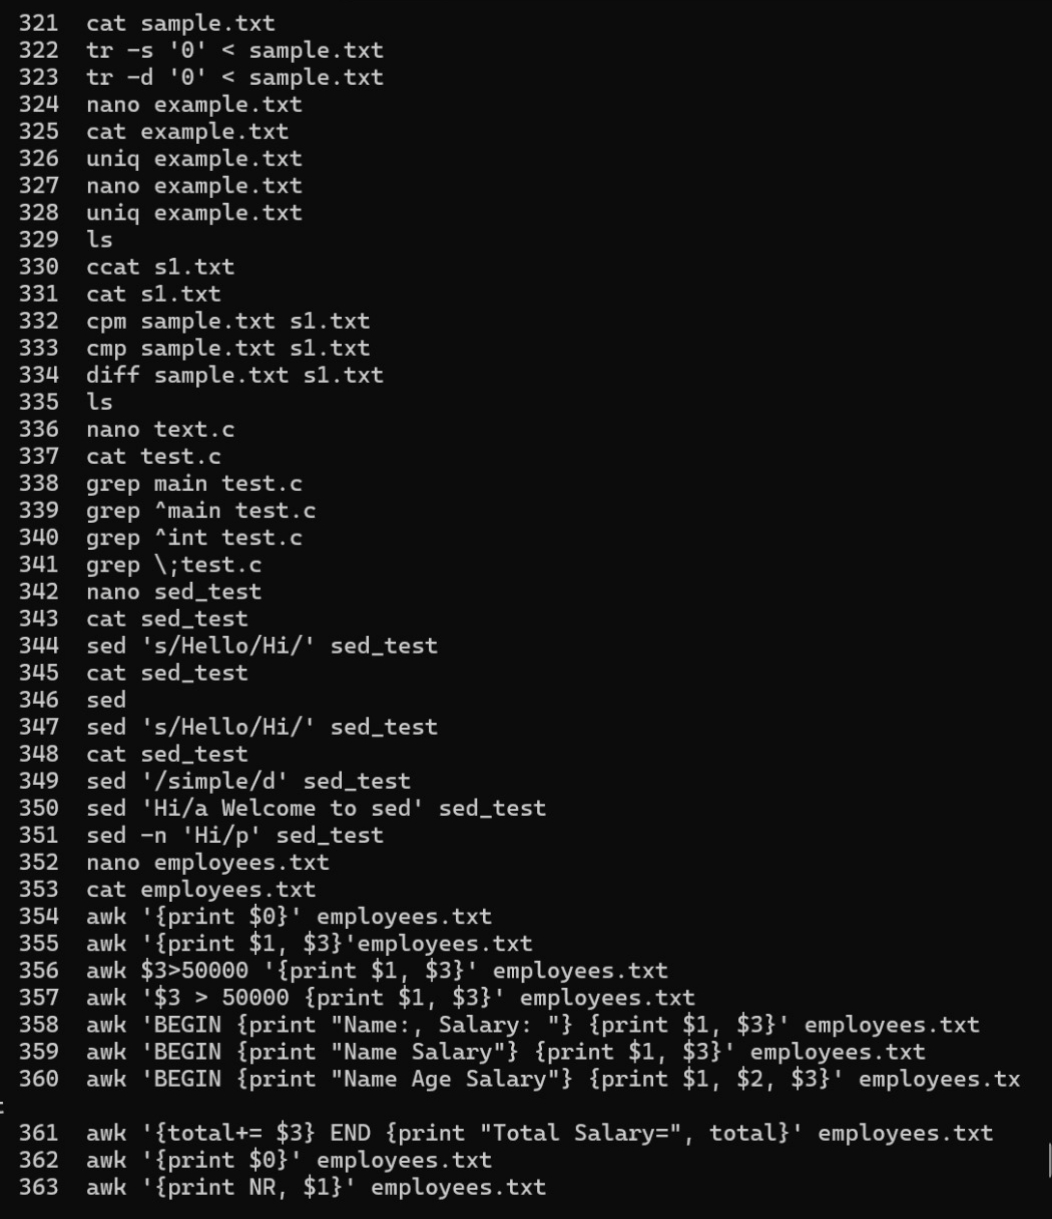 321 cat sample.txt
322 tr -s '0' < sample.txt
323 tr -d '0' < sample.txt
324 nano example.txt
325 cat example.txt
326 uniq example.txt
327 nano example.txt
328 uniq example.txt
329 ls
330 ccat s1.txt
331 cat s1.txt
332 cpm sample.txt s1.txt
333 cmp sample.txt s1.txt
334 diff sample.txt s1.txt
335 ls
336 nano text.c
337 cat test.c
338 grep main test.c
339 grep ^main test.c
340 grep ^int test.c
341 grep \;test.c
342 nano sed_test
343 cat sed_test
344 sed 's/Hello/Hi/' sed_test
345 cat sed_test
346 sed
347 sed 's/Hello/Hi/' sed_test
348 cat sed_test
349 sed '/simple/d' sed_test
350 sed 'Hi/a Welcome to sed' sed_test
351 sed -n 'Hi/p' sed_test
352 nano employees.txt
353 cat employees.txt
354 awk '{print $0}' employees.txt
355 awk '{print $1, $3}'employees.txt
356 awk $3>50000 '{print $1, $3}' employees.txt
357 awk '$3 > 50000 {print $1, $3}' employees.txt
358 awk 'BEGIN {print "Name:, Salary: "} {print $1, $3}' employees.txt
359 awk 'BEGIN {print "Name Salary"} {print $1, $3}' employees.txt
360 awk 'BEGIN {print "Name Age Salary"} {print $1, $2, $3}' employees.tx
361 awk '{total+= $3} END {print "Total Salary=", total}' employees.txt
362 awk '{print $0}' employees.txt
363 awk '{print NR, $1}' employees.txt